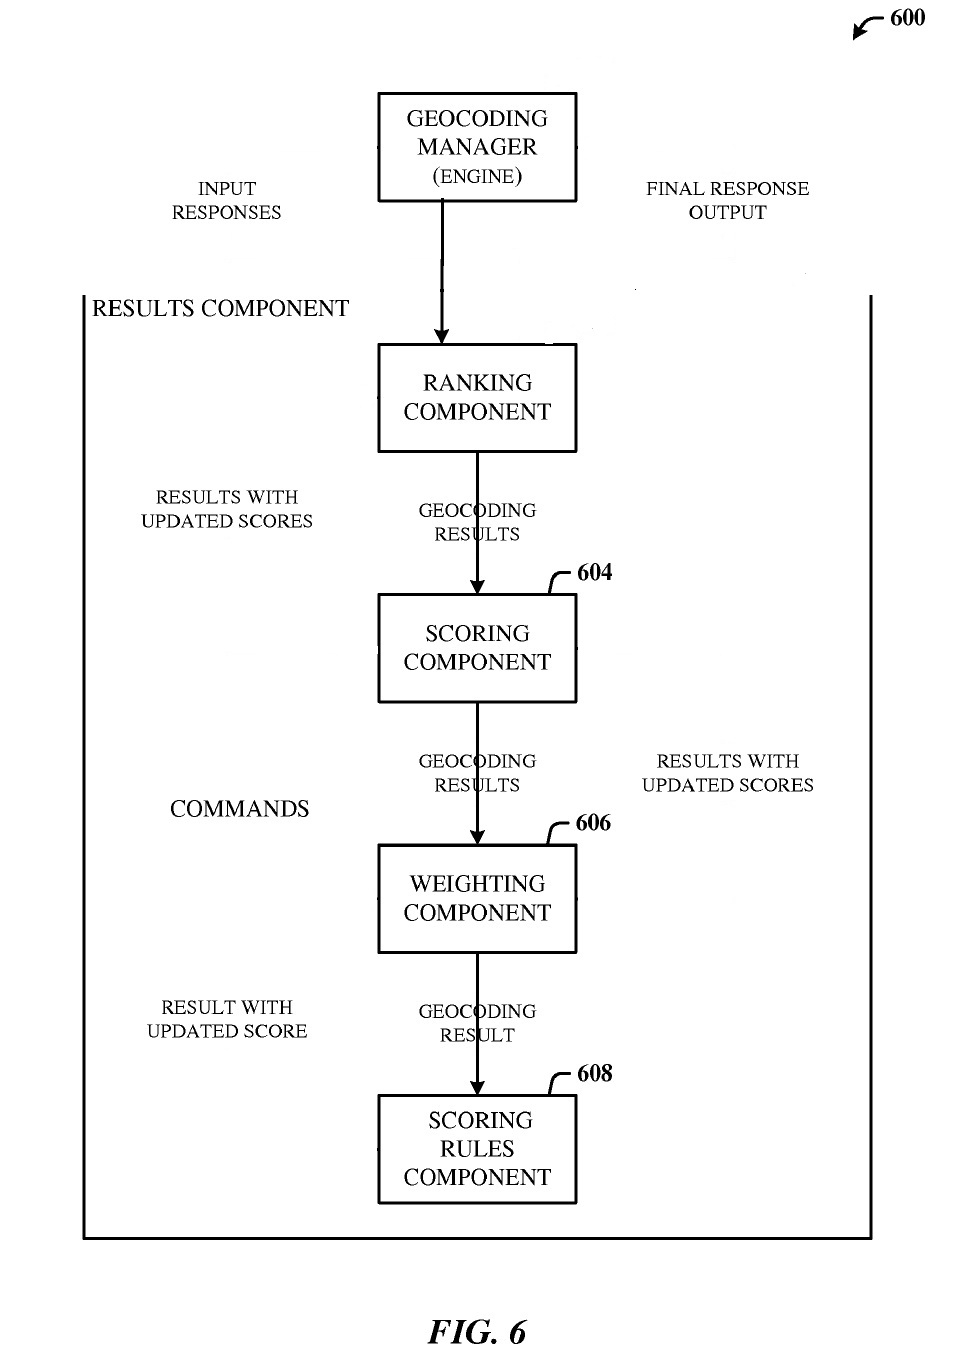 600
GEOCODING
MANAGER
(ENGINE)
INPUT
RESPONSES
FINAL RESPONSE
OUTPUT
RESULTS COMPONENT
RANKING
COMPONENT
RESULTS WITH
UPDATED SCORES
GEOCODING
RESULTS
604
SCORING
COMPONENT
GEOCODING
RESULTS
RESULTS WITH
UPDATED SCORES
COMMANDS
606
WEIGHTING
COMPONENT
RESULT WITH
UPDATED SCORE
GEOCODING
RESULT
608
SCORING
RULES
COMPONENT
FIG. 6